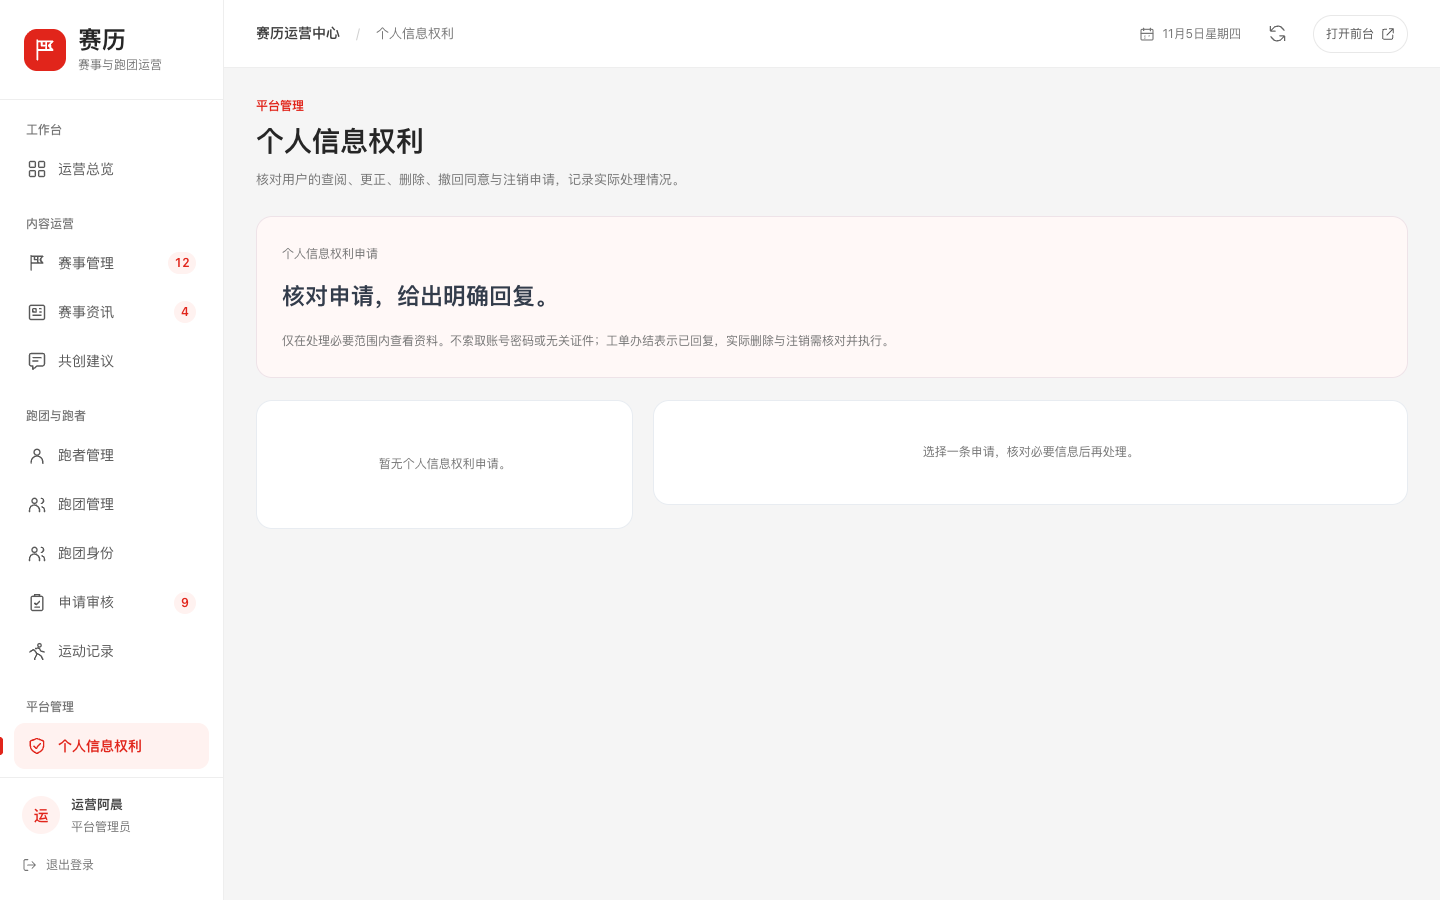 赛历
赛事与跑团运营
工作台
运营总览
内容运营
赛事管理 12
赛事资讯 4
共创建议
跑团与跑者
跑者管理
跑团管理
跑团身份
申请审核 9
运动记录
平台管理
个人信息权利
运
运营阿晨
平台管理员
退出登录
赛历运营中心 / 个人信息权利
11月5日星期四
打开前台
平台管理
个人信息权利
核对用户的查阅、更正、删除、撤回同意与注销申请，记录实际处理情况。
个人信息权利申请
核对申请，给出明确回复。
仅在处理必要范围内查看资料。不索取账号密码或无关证件；工单办结表示已回复，实际删除与注销需核对并执行。
暂无个人信息权利申请。
选择一条申请，核对必要信息后再处理。